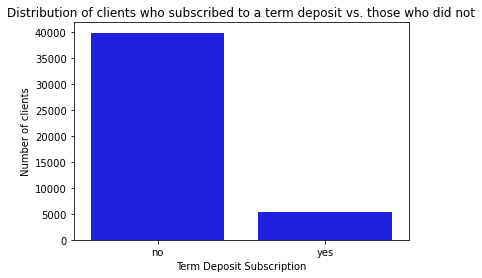 Distribution of clients who subscribed to a term deposit vs. those who did not
40000
35000
30000
25000
20000
15000
10000
5000
0
Number of clients
no yes
Term Deposit Subscription